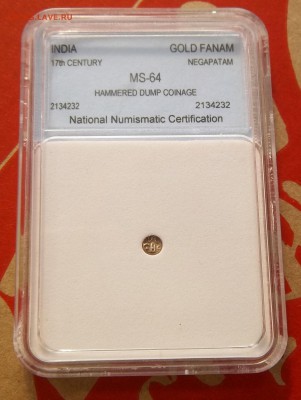 INDIA GOLD FANAM
17th CENTURY NEGAPATAM
MS-64
HAMMERED DUMP COINAGE
2134232 2134232
National Numismatic Certification